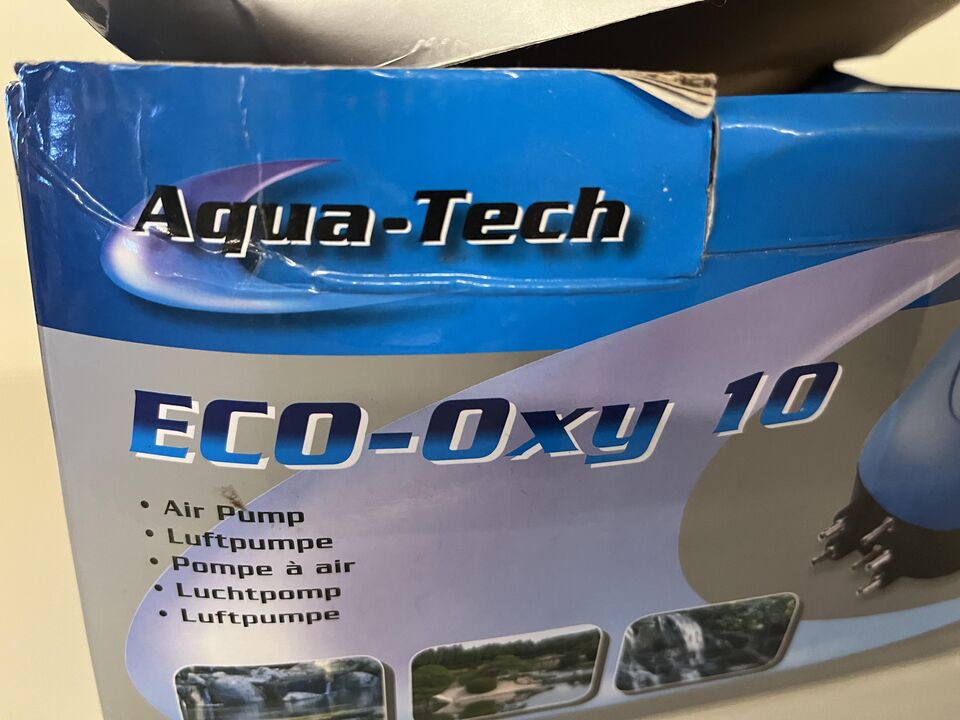 Aqua-Tech
ECO-Oxy 10
• Air Pump
• Luftpumpe
• Pompe à air
• Luchtpomp
• Luftpumpe